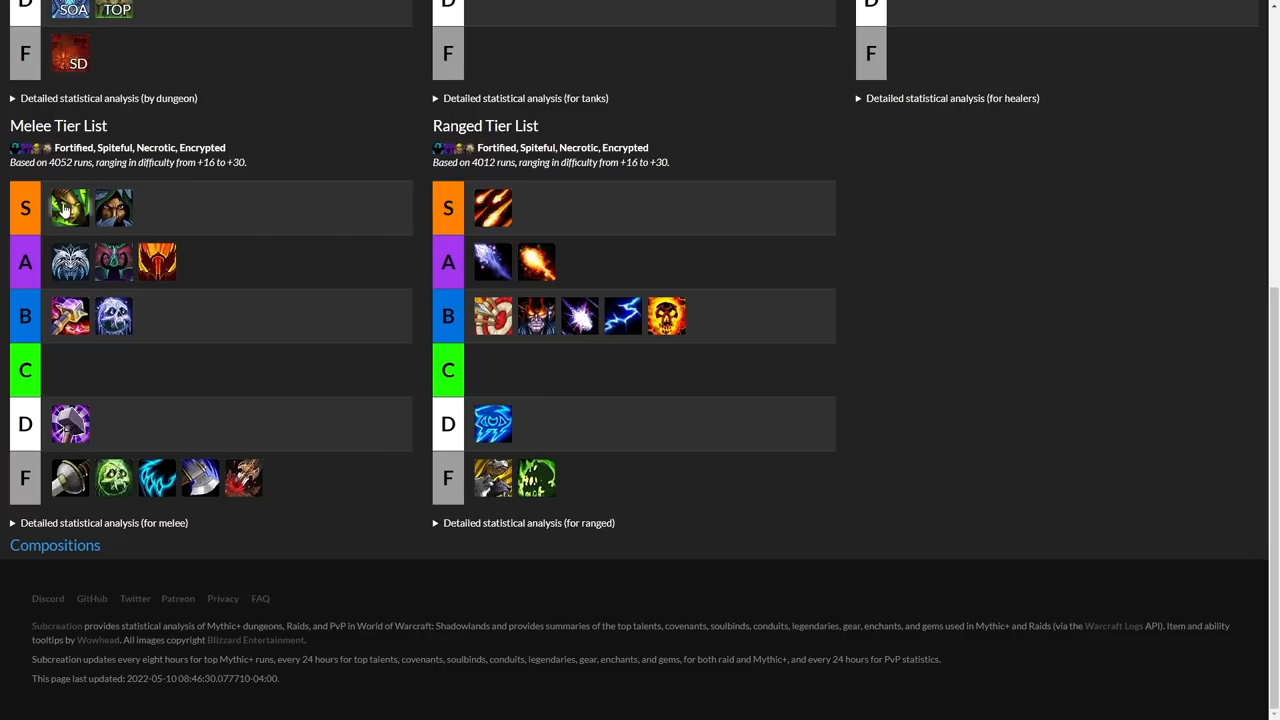 D
SOA
TOP
D
D
F
SD
F
F
▶ Detailed statistical analysis (by dungeon)
▶ Detailed statistical analysis (for tanks)
▶ Detailed statistical analysis (for healers)
Melee Tier List
Fortified, Spiteful, Necrotic, Encrypted
Based on 4052 runs, ranging in difficulty from +16 to +30.
S
A
B
C
D
F
▶ Detailed statistical analysis (for melee)
Ranged Tier List
Fortified, Spiteful, Necrotic, Encrypted
Based on 4012 runs, ranging in difficulty from +16 to +30.
S
A
B
C
D
F
▶ Detailed statistical analysis (for ranged)
Compositions
Discord GitHub Twitter Patreon Privacy FAQ
Subcreation provides statistical analysis of Mythic+ dungeons, Raids, and PvP in World of Warcraft: Shadowlands and provides summaries of the top talents, covenants, soulbinds, conduits, legendaries, gear, enchants, and gems used in Mythic+ and Raids (via the Warcraft Logs API). Item and ability
tooltips by Wowhead. All images copyright Blizzard Entertainment.
Subcreation updates every eight hours for top Mythic+ runs, every 24 hours for top talents, covenants, soulbinds, conduits, legendaries, gear, enchants, and gems, for both raid and Mythic+, and every 24 hours for PvP statistics.
This page last updated: 2022-05-10 08:46:30.077710-04:00.